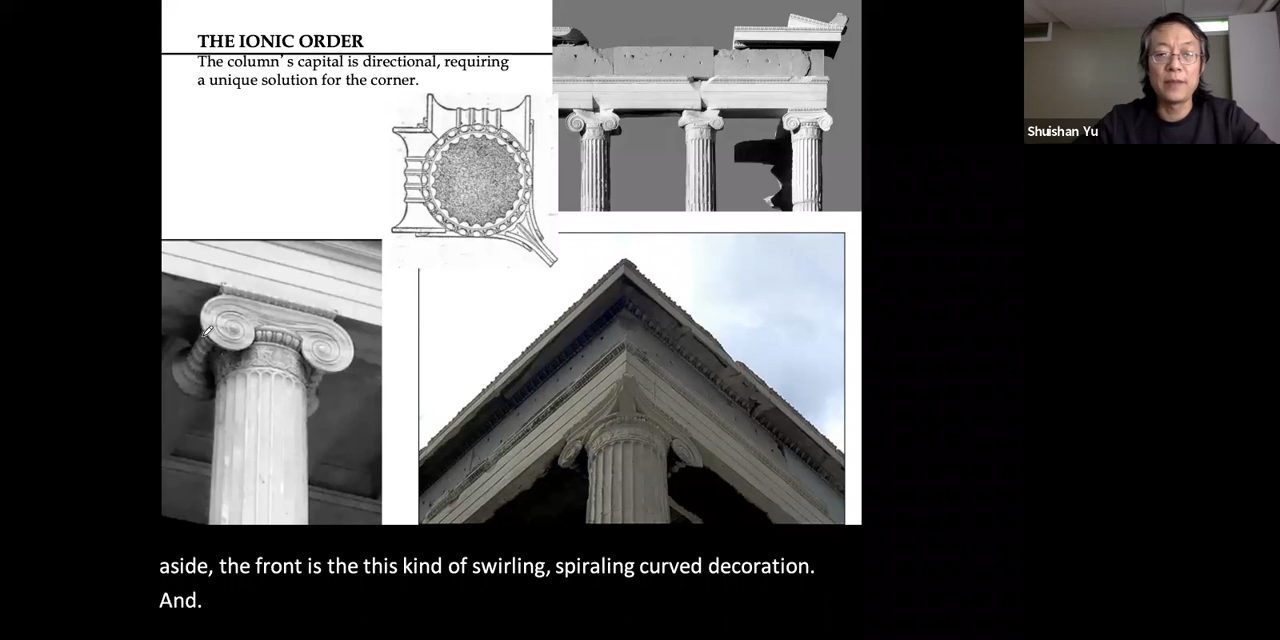 THE IONIC ORDER
The column's capital is directional, requiring
a unique solution for the corner.
Shuishan Yu
aside, the front is the this kind of swirling, spiraling curved decoration.
And.